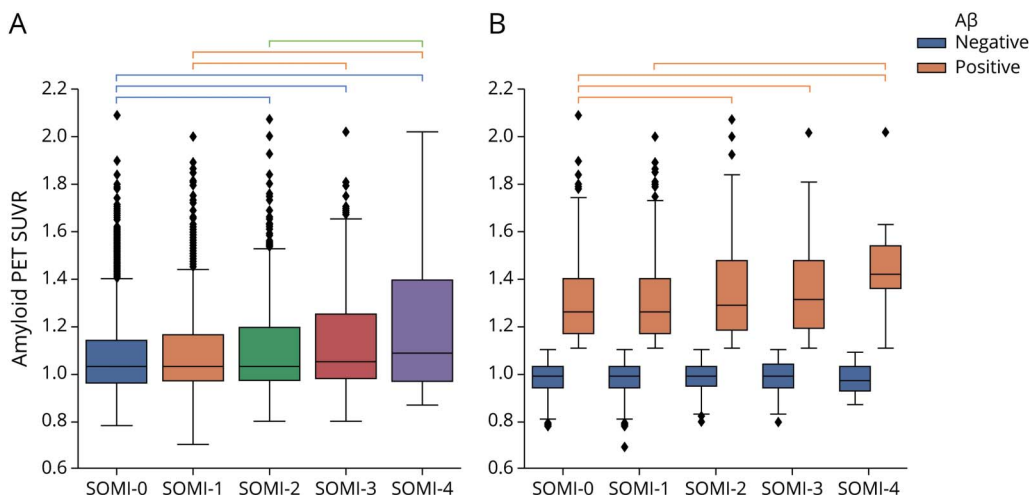 A
B
Aβ
Negative
Positive
Amyloid PET SUVR
2.2
2.0
1.8
1.6
1.4
1.2
1.0
0.8
0.6
SOMI-0 SOMI-1 SOMI-2 SOMI-3 SOMI-4
2.2
2.0
1.8
1.6
1.4
1.2
1.0
0.8
0.6
SOMI-0 SOMI-1 SOMI-2 SOMI-3 SOMI-4